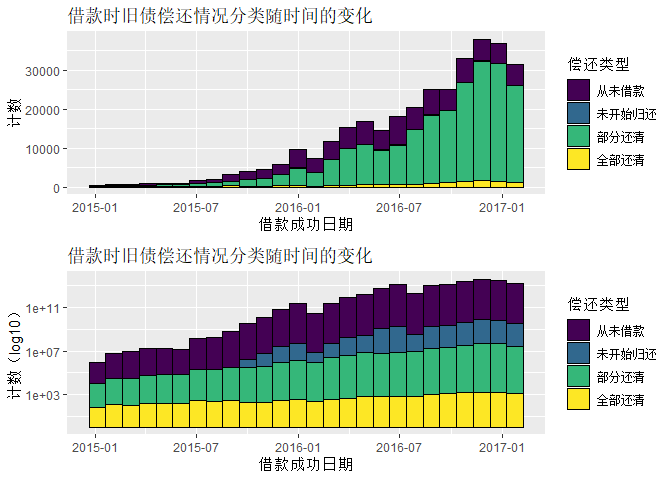 借款时旧债偿还情况分类随时间的变化
计数
30000
20000
10000
0
2015-01 2015-07 2016-01 2016-07 2017-01
借款成功日期
偿还类型
从未借款
未开始归还
部分还清
全部还清
借款时旧债偿还情况分类随时间的变化
计数（log10）
1e+11
1e+07
1e+03
2015-01 2015-07 2016-01 2016-07 2017-01
借款成功日期
偿还类型
从未借款
未开始归还
部分还清
全部还清